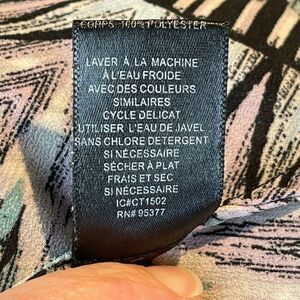 CORPS: 100% POLYESTER
LAVER À LA MACHINE
À L'EAU FROIDE
AVEC DES COULEURS
SIMILAIRES
CYCLE DELICAT
UTILISER L'EAU DE JAVEL
SANS CHLORE DETERGENT
SI NÉCESSAIRE
SÉCHER À PLAT
FRAIS ET SEC
SI NÉCESSAIRE
IC#CT1502
RN# 95377